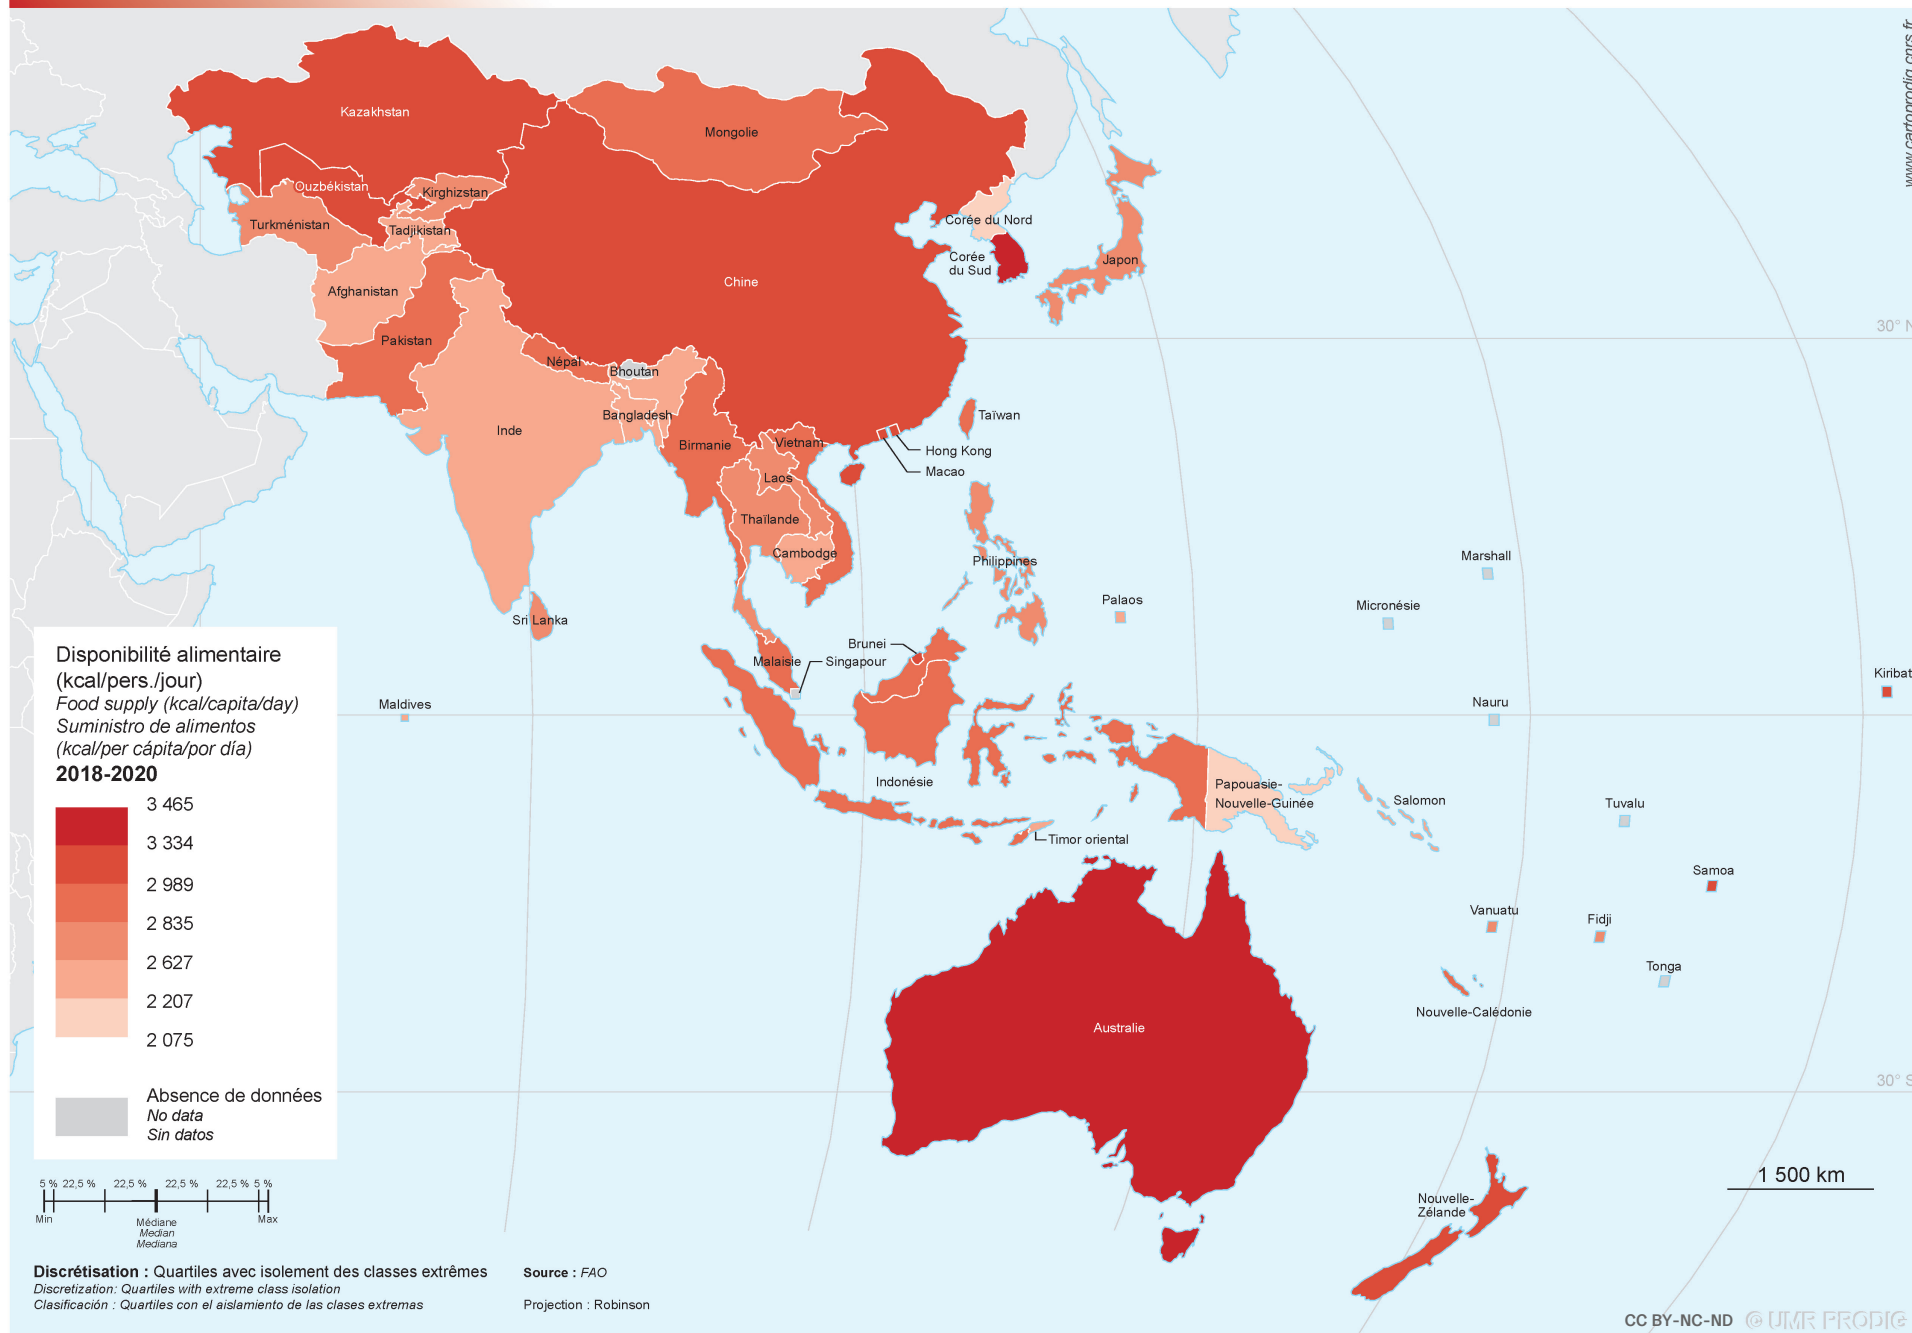 www.cartoprodig.cnrs.fr
Kazakhstan
Mongolie
Ouzbékistan
Kirghizstan
Turkménistan
Tadjikistan
Corée du Nord
Corée
du Sud
Japon
Afghanistan
Chine
30° N
Pakistan
Népal
Bhoutan
Bangladesh
Inde
Birmanie
Vietnam
Taïwan
Hong Kong
Macao
Laos
Thaïlande
Cambodge
Philippines
Marshall
Palaos
Micronésie
Sri Lanka
Brunei
Malaisie
Singapour
Kiribat
Maldives
Nauru
Indonésie
Papouasie-
Nouvelle-Guinée
Salomon
Tuvalu
Timor oriental
Samoa
Vanuatu
Fidji
Tonga
Nouvelle-Calédonie
Australie
30° S
Nouvelle-
Zélande
1 500 km
Disponibilité alimentaire
(kcal/pers./jour)
Food supply (kcal/capita/day)
Suministro de alimentos
(kcal/per cápita/por día)
2018-2020
3 465
3 334
2 989
2 835
2 627
2 207
2 075
Absence de données
No data
Sin datos
5 % 22,5 % 22,5 % 22,5 % 22,5 % 5 %
Min Max
Médiane
Median
Mediana
Discrétisation : Quartiles avec isolement des classes extrêmes
Discretization: Quartiles with extreme class isolation
Clasificación : Quartiles con el aislamiento de las clases extremas
Source : FAO
Projection : Robinson
CC BY-NC-ND © UMR PRODIG